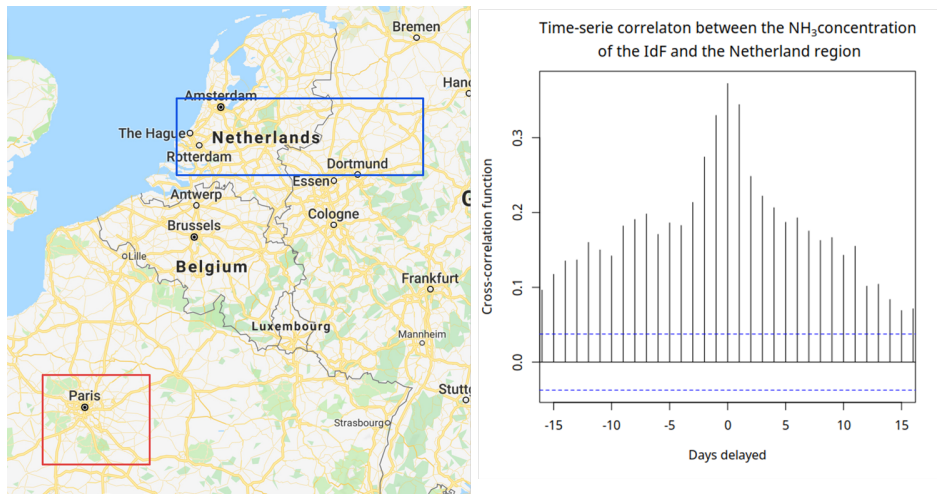 Bremen
Hano
Amsterdam
The Hague
Netherlands
Rotterdam
Dortmund
Essen
Antwerp
Cologne
G
Brussels
Lille
Belgium
Frankfurt
Luxembourg
Mannheim
Paris
Stutt
Strasbourg
Time-serie correlaton between the NH₃concentration
of the IdF and the Netherland region
Cross-correlation function
0.3
0.2
0.1
0.0
-15 -10 -5 0 5 10 15
Days delayed